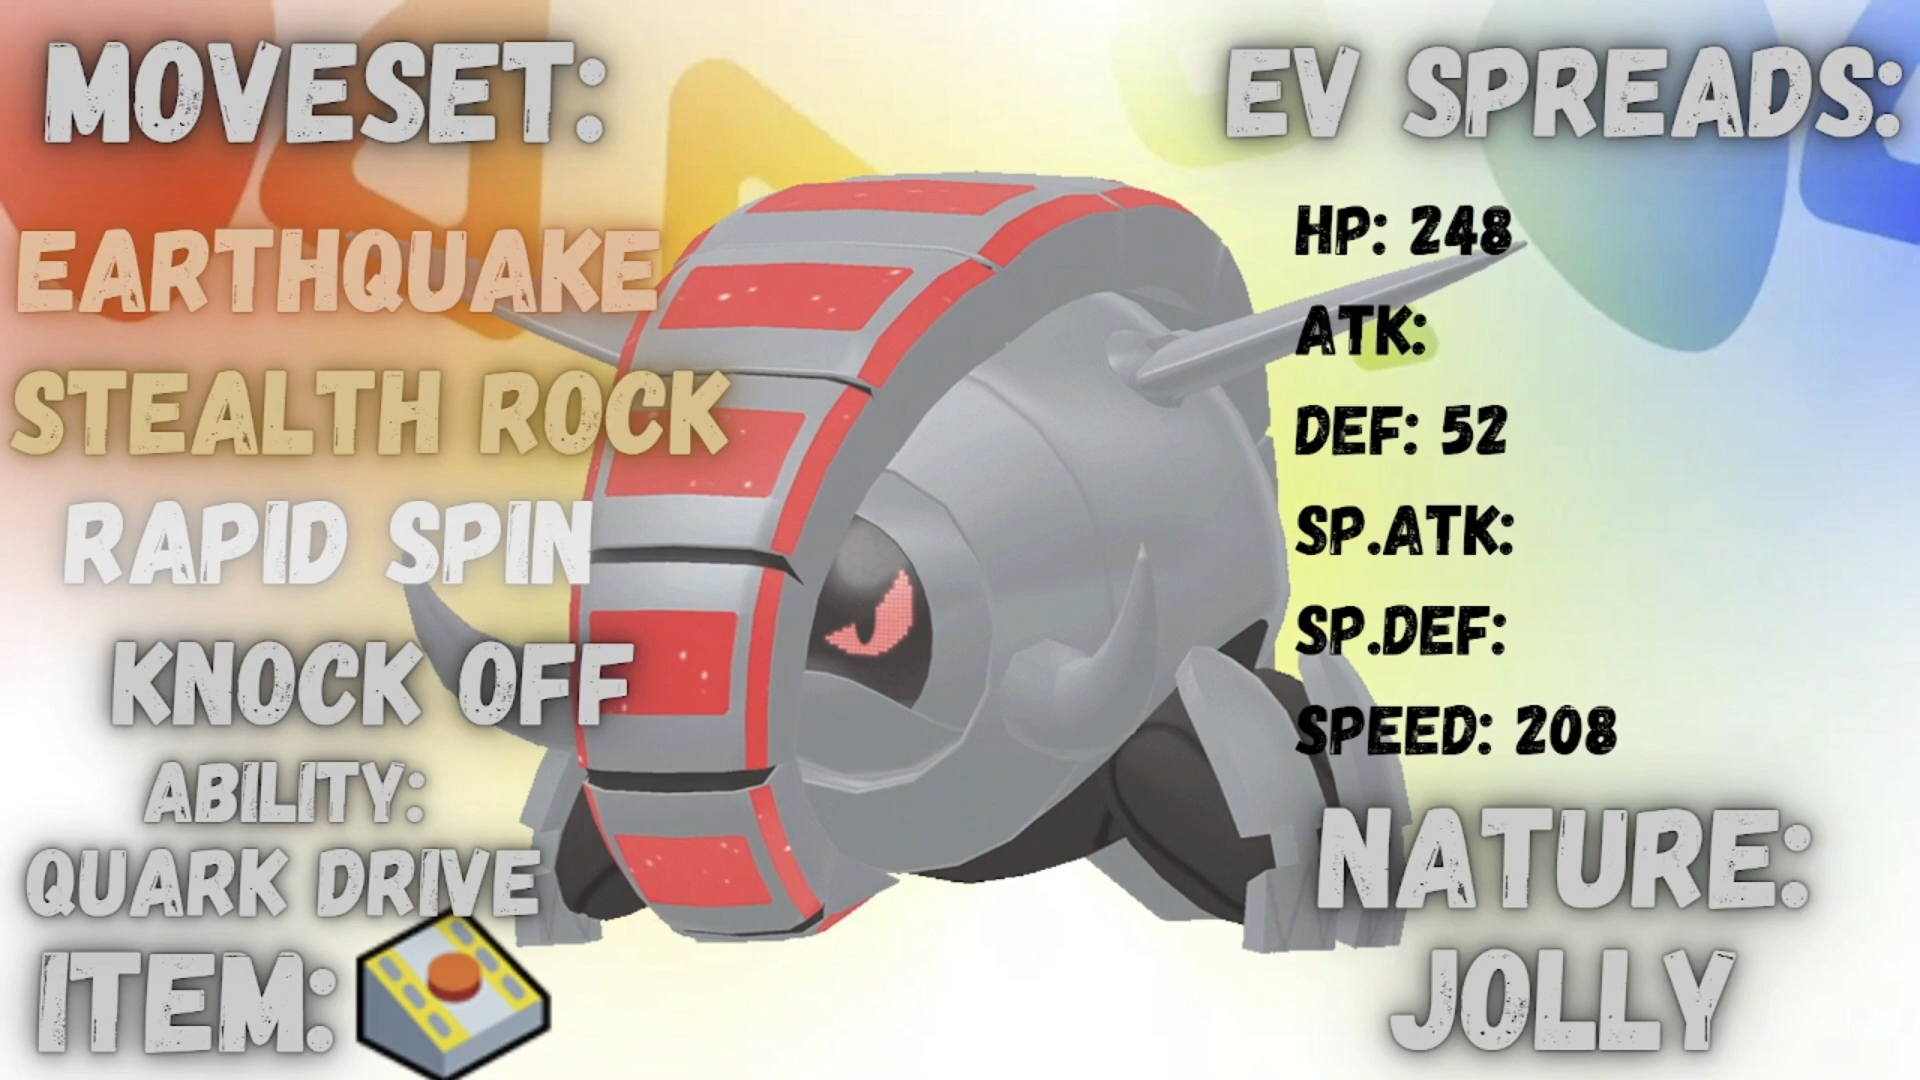 MOVESET:
EARTHQUAKE
STEALTH ROCK
RAPID SPIN
KNOCK OFF
ABILITY:
QUARK DRIVE
ITEM:
EV SPREADS:
HP: 248
ATK:
DEF: 52
SP.ATK:
SP.DEF:
SPEED: 208
NATURE:
JOLLY